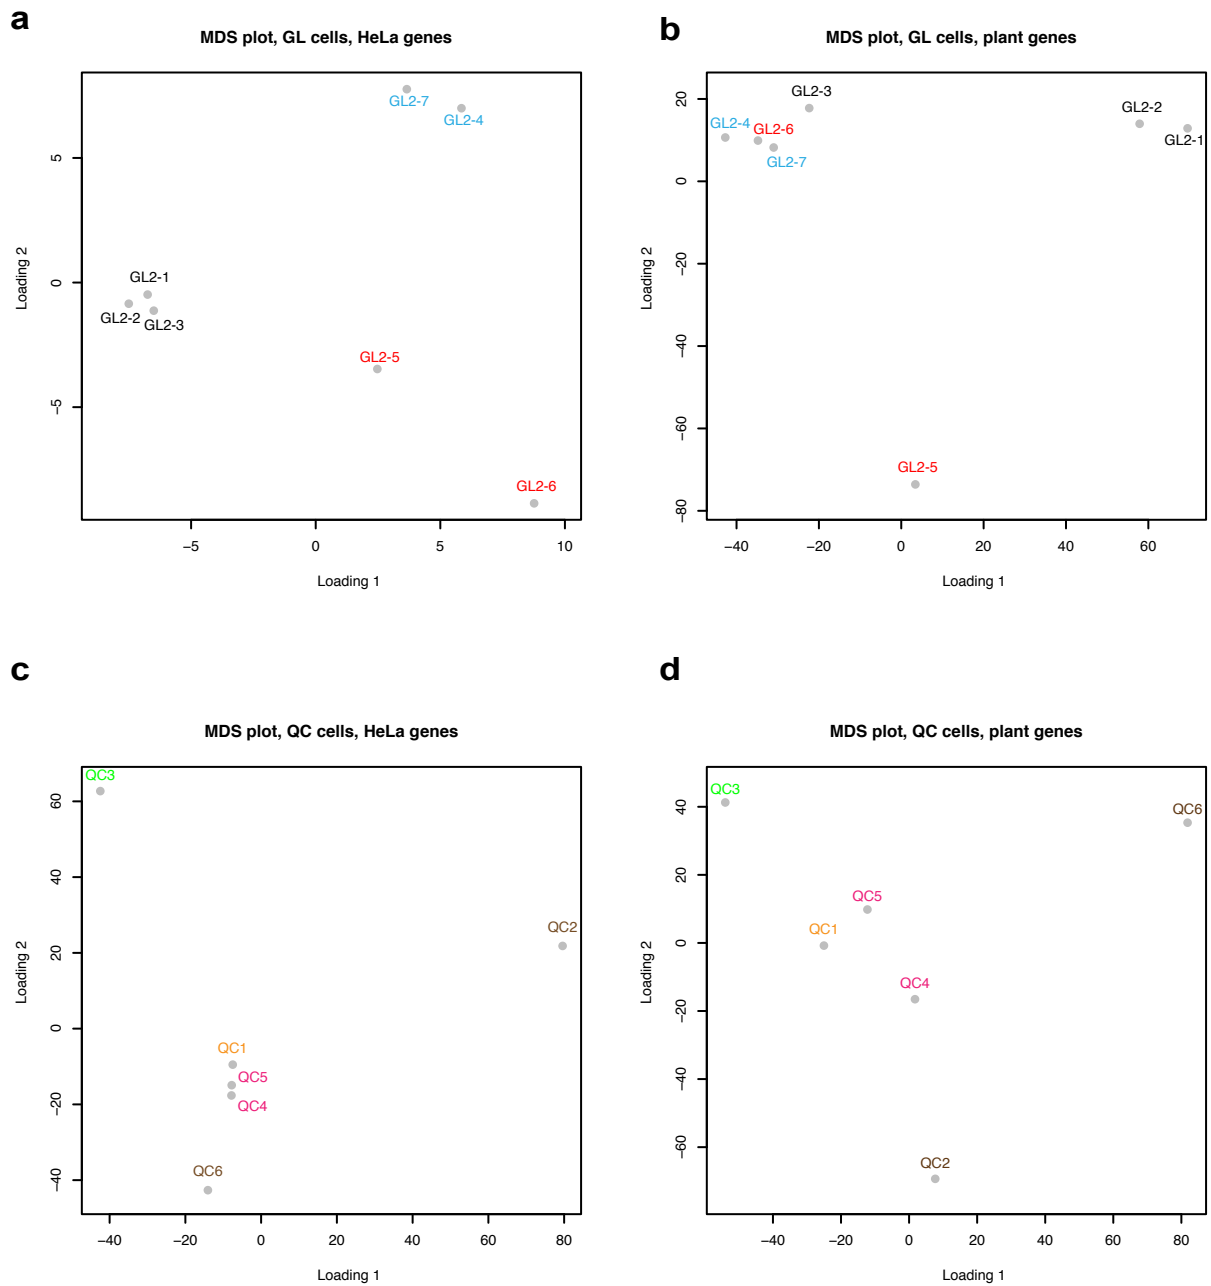 a
MDS plot, GL cells, HeLa genes
GL2-7
GL2-4
GL2-1
GL2-2
GL2-3
GL2-5
GL2-6
5
0
−5
−5
0
5
10
Loading 2
Loading 1
b
MDS plot, GL cells, plant genes
GL2-3
GL2-4
GL2-6
GL2-7
GL2-2
GL2-1
GL2-5
20
0
−20
−40
−60
−80
−40
−20
0
20
40
60
Loading 2
Loading 1
c
MDS plot, QC cells, HeLa genes
QC3
QC2
QC1
QC5
QC4
QC6
60
40
20
0
−20
−40
−40
−20
0
20
40
60
80
Loading 2
Loading 1
d
MDS plot, QC cells, plant genes
QC3
QC6
QC5
QC1
QC4
QC2
40
20
0
−20
−40
−60
−40
−20
0
20
40
60
80
Loading 2
Loading 1